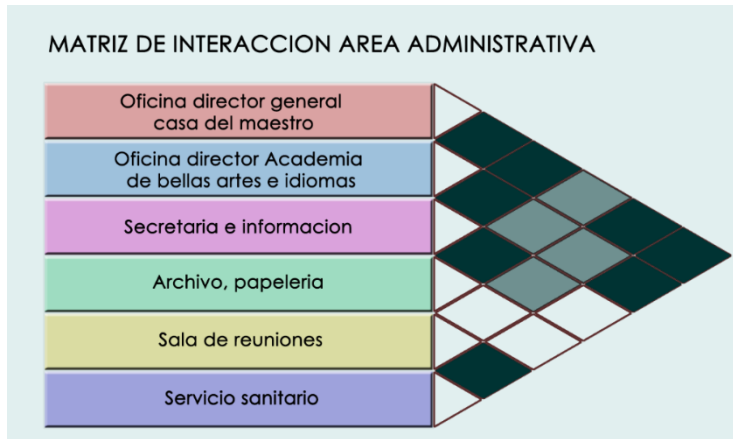 MATRIZ DE INTERACCION AREA ADMINISTRATIVA
Oficina director general
casa del maestro
Oficina director Academia
de bellas artes e idiomas
Secretaria e informacion
Archivo, papeleria
Sala de reuniones
Servicio sanitario